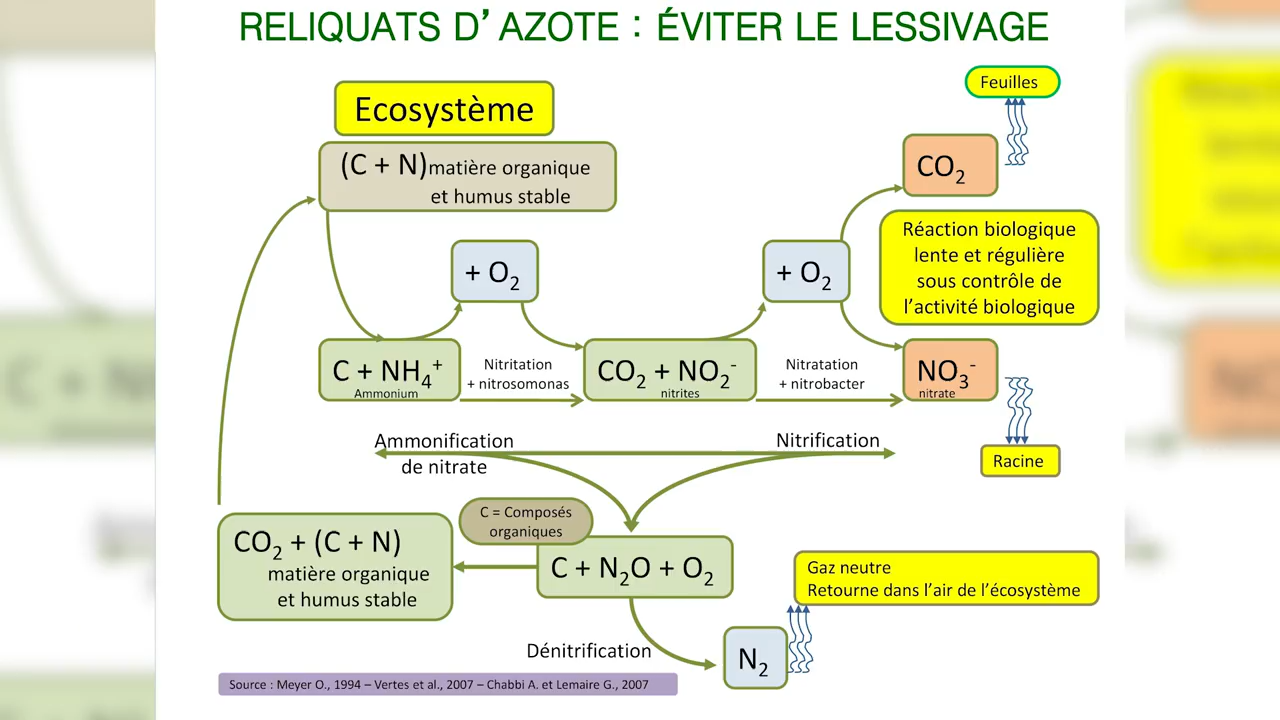 RELIQUATS D’AZOTE : ÉVITER LE LESSIVAGE
Feuilles
Ecosystème
(C + N)matière organique
et humus stable
CO2
+ O2
+ O2
Réaction biologique
lente et régulière
sous contrôle de
l’activité biologique
C + NH4+
Ammonium
Nitritation
+ nitrosomonas
CO2 + NO2-
nitrites
Nitratation
+ nitrobacter
NO3-
nitrate
Ammonification
de nitrate
Nitrification
Racine
C = Composés
organiques
CO2 + (C + N)
matière organique
et humus stable
C + N2O + O2
Gaz neutre
Retourne dans l’air de l’écosystème
Dénitrification
N2
Source : Meyer O., 1994 – Vertes et al., 2007 – Chabbi A. et Lemaire G., 2007